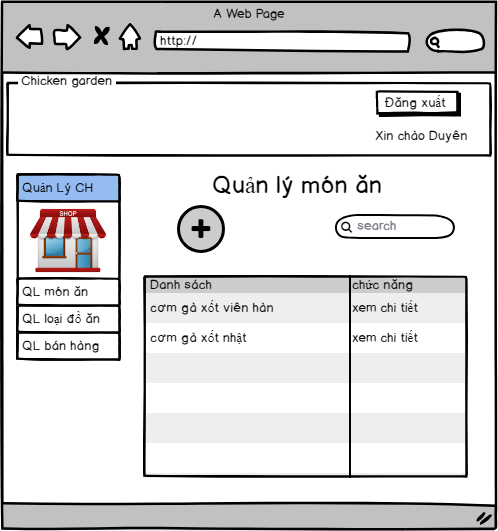 A Web Page
http://
Chicken garden
Đăng xuất
Xin chào Duyên
Quản Lý CH
SHOP
QL món ăn
QL loại đồ ăn
QL bán hàng
Quản lý món ăn
search
Danh sách chức năng
cơm gà xốt viên hàn xem chi tiết
cơm gà xốt nhật xem chi tiết